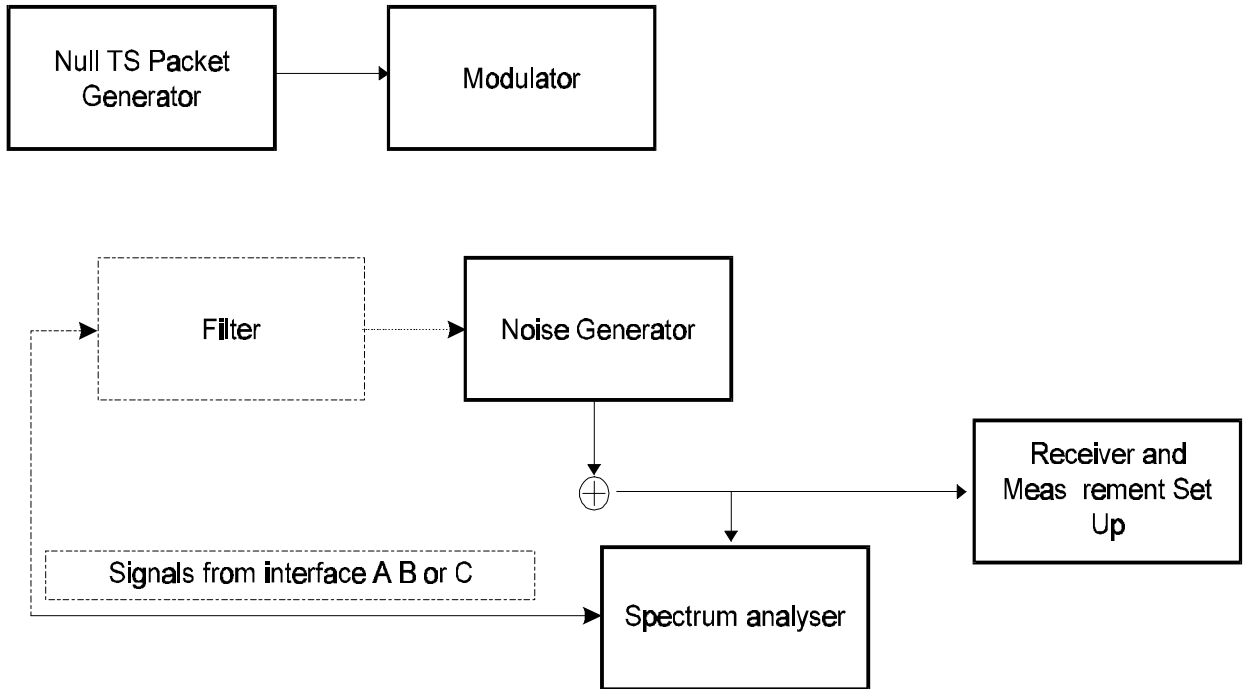 Null TS Packet
Generator
Modulator
Filter
Noise Generator
Receiver and
Meas rement Set
Up
Signals from interface A B or C
Spectrum analyser